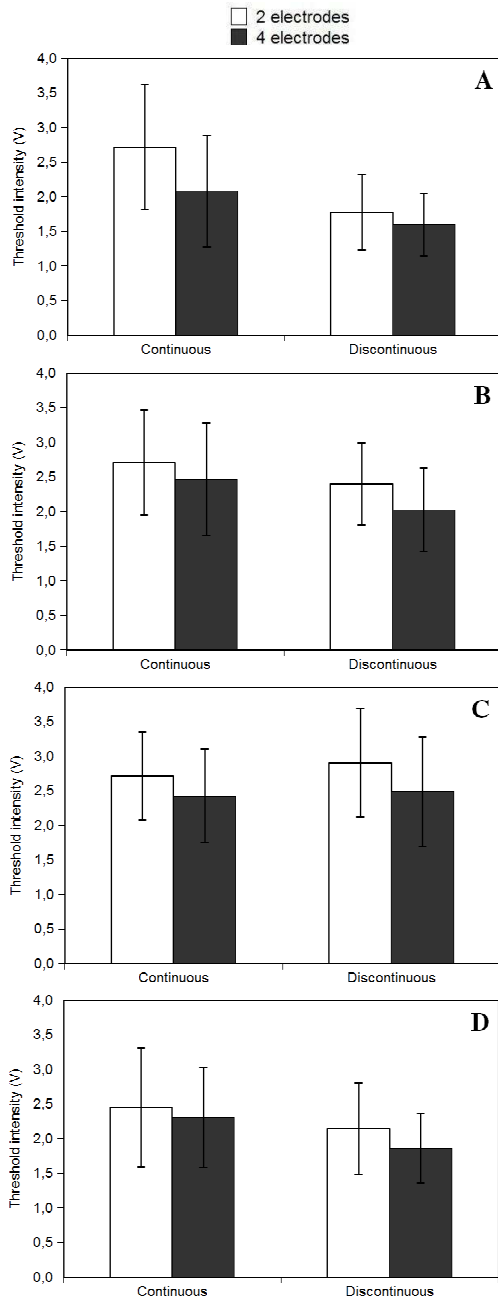 2 electrodes
4 electrodes
A
Threshold intensity (V)
4,0
3,5
3,0
2,5
2,0
1,5
1,0
0,5
0,0
Continuous Discontinuous
B
Threshold intensity (V)
4,0
3,5
3,0
2,5
2,0
1,5
1,0
0,5
0,0
Continuous Discontinuous
C
Threshold intensity (V)
4,0
3,5
3,0
2,5
2,0
1,5
1,0
0,5
0,0
Continuous Discontinuous
D
Threshold intensity (V)
4,0
3,5
3,0
2,5
2,0
1,5
1,0
0,5
0,0
Continuous Discontinuous